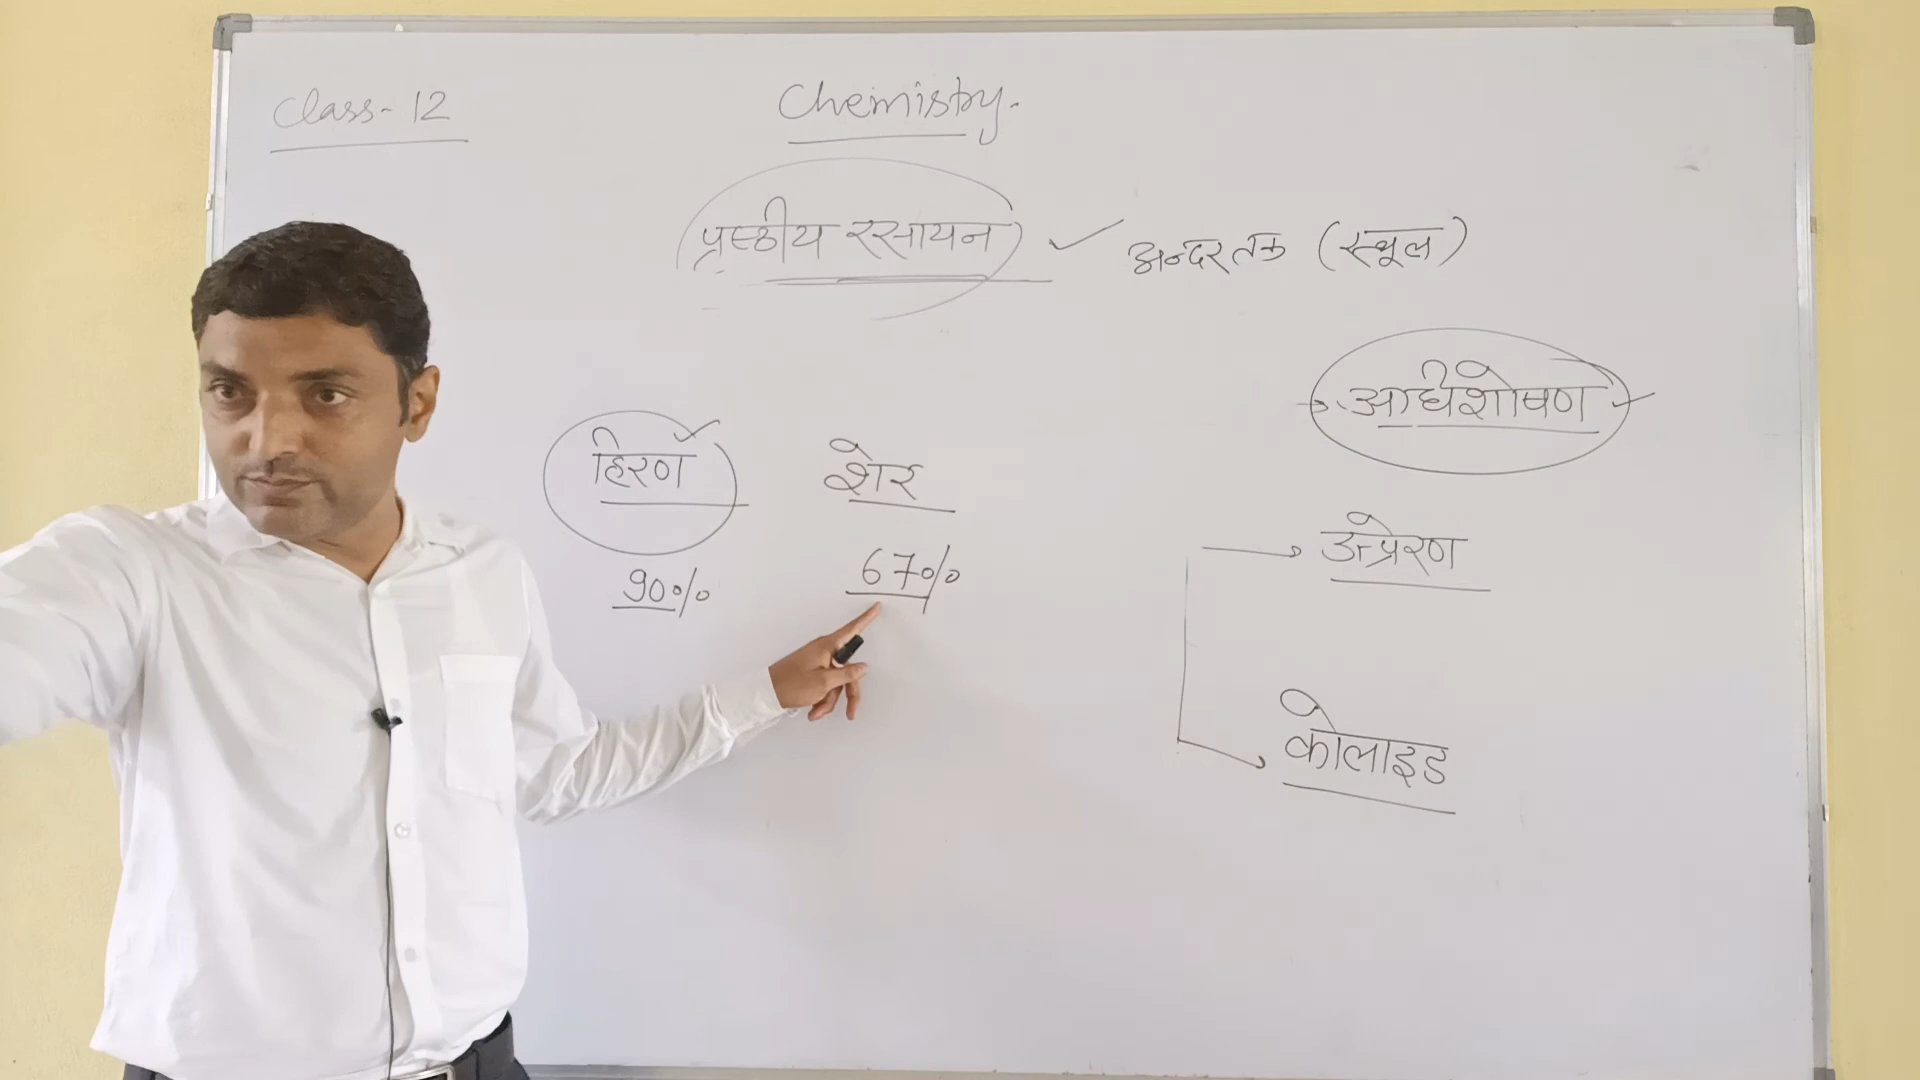 Class-12
Chemistry.
प्रष्ठीय रसायन
अन्दर तक (स्थूल)
अधिशोषण
हिरण
शेर
उत्प्रेरण
90%
67%
कोलाइड